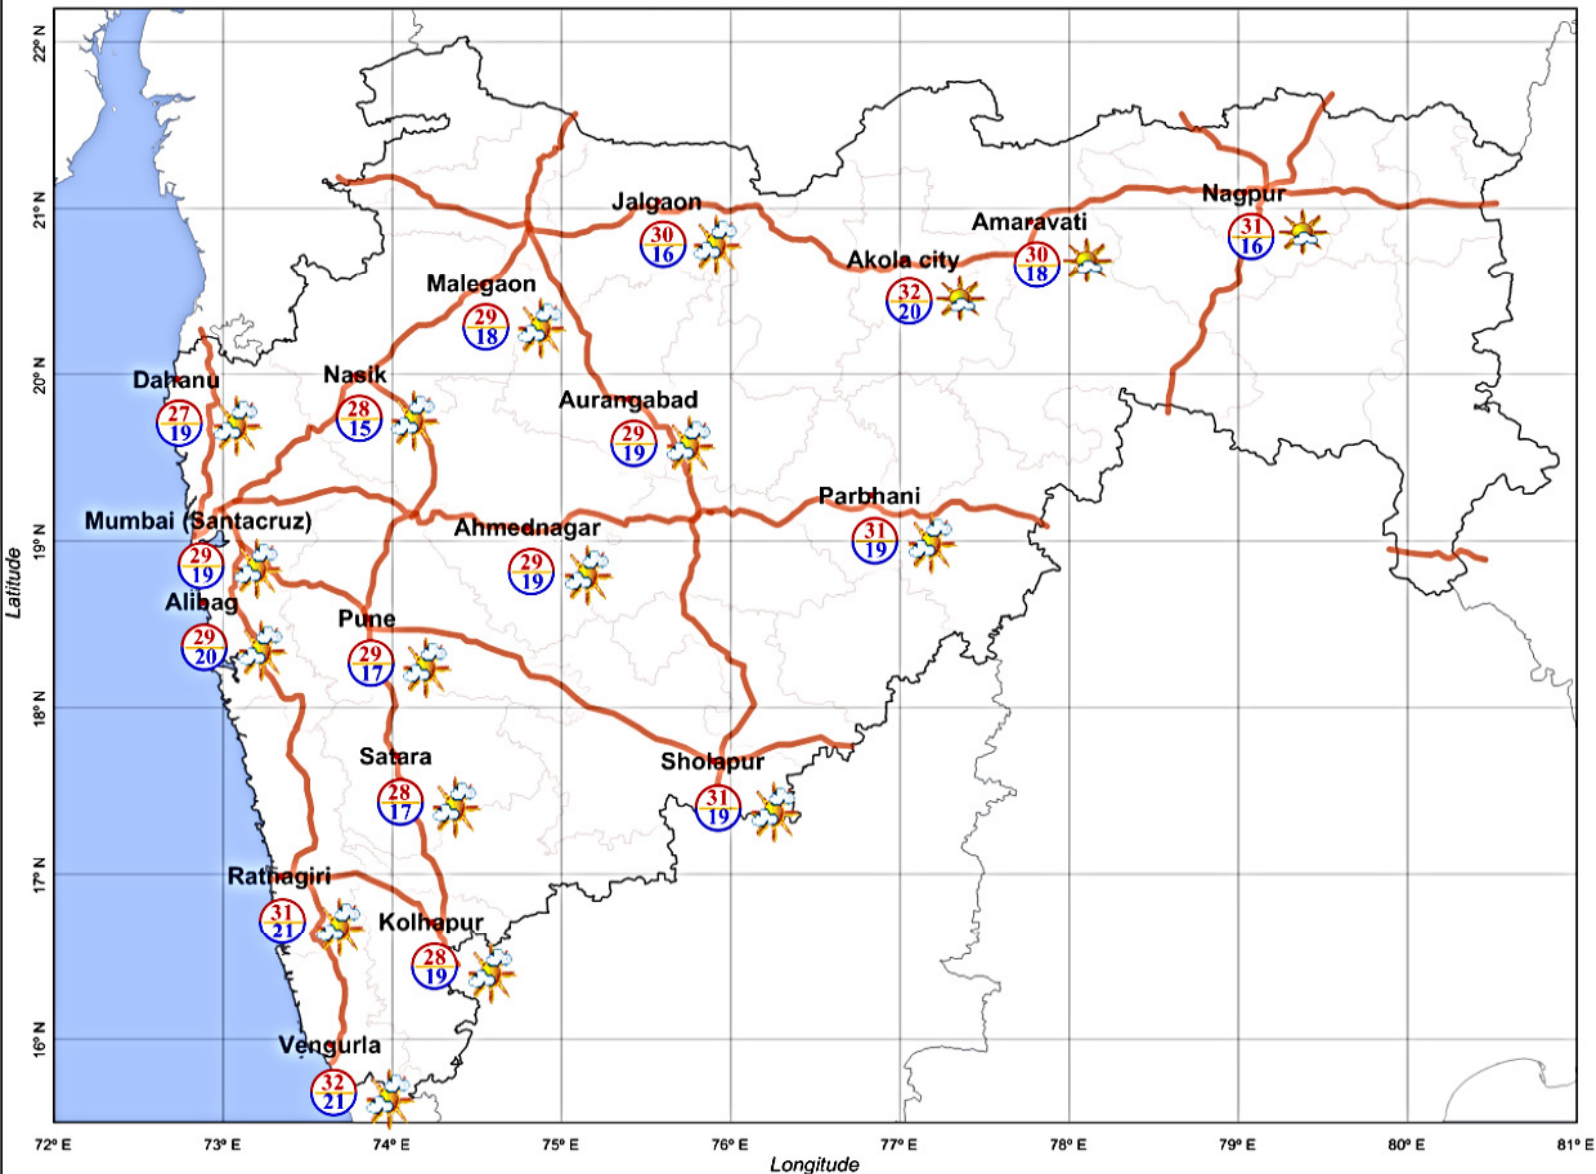 22° N
21° N
20° N
19° N
18° N
17° N
16° N
Latitude
Nagpur
31
16
Jalgaon
30
16
Amaravati
30
18
Akola city
32
20
Malegaon
29
18
Dahanu
27
19
Nasik
28
15
Aurangabad
29
19
Parbhani
31
19
Mumbai (Santacruz)
29
19
Ahmednagar
29
19
Alibag
29
20
Pune
29
17
Satara
28
17
Sholapur
31
19
Ratnagiri
31
21
Kolhapur
28
19
Vengurla
32
21
72° E 73° E 74° E 75° E 76° E 77° E 78° E 79° E 80° E 81° E
Longitude